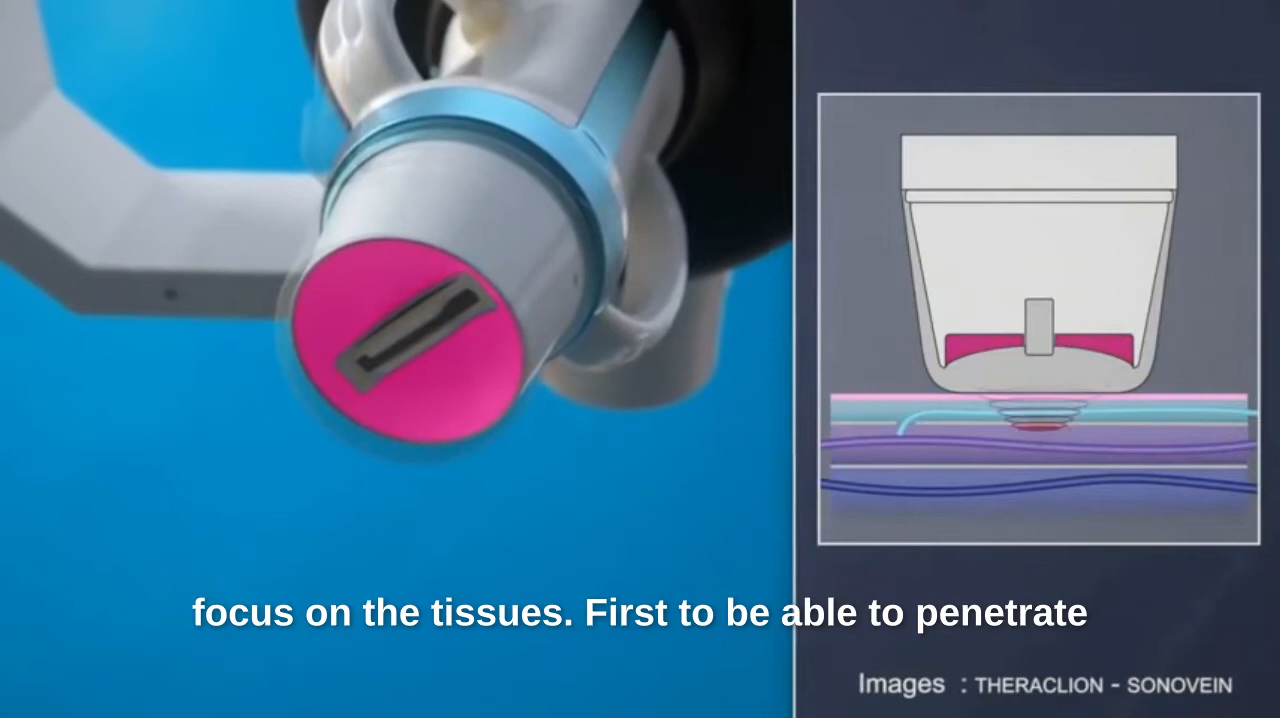 focus on the tissues. First to be able to penetrate
Images : THERACLION - SONOVEIN